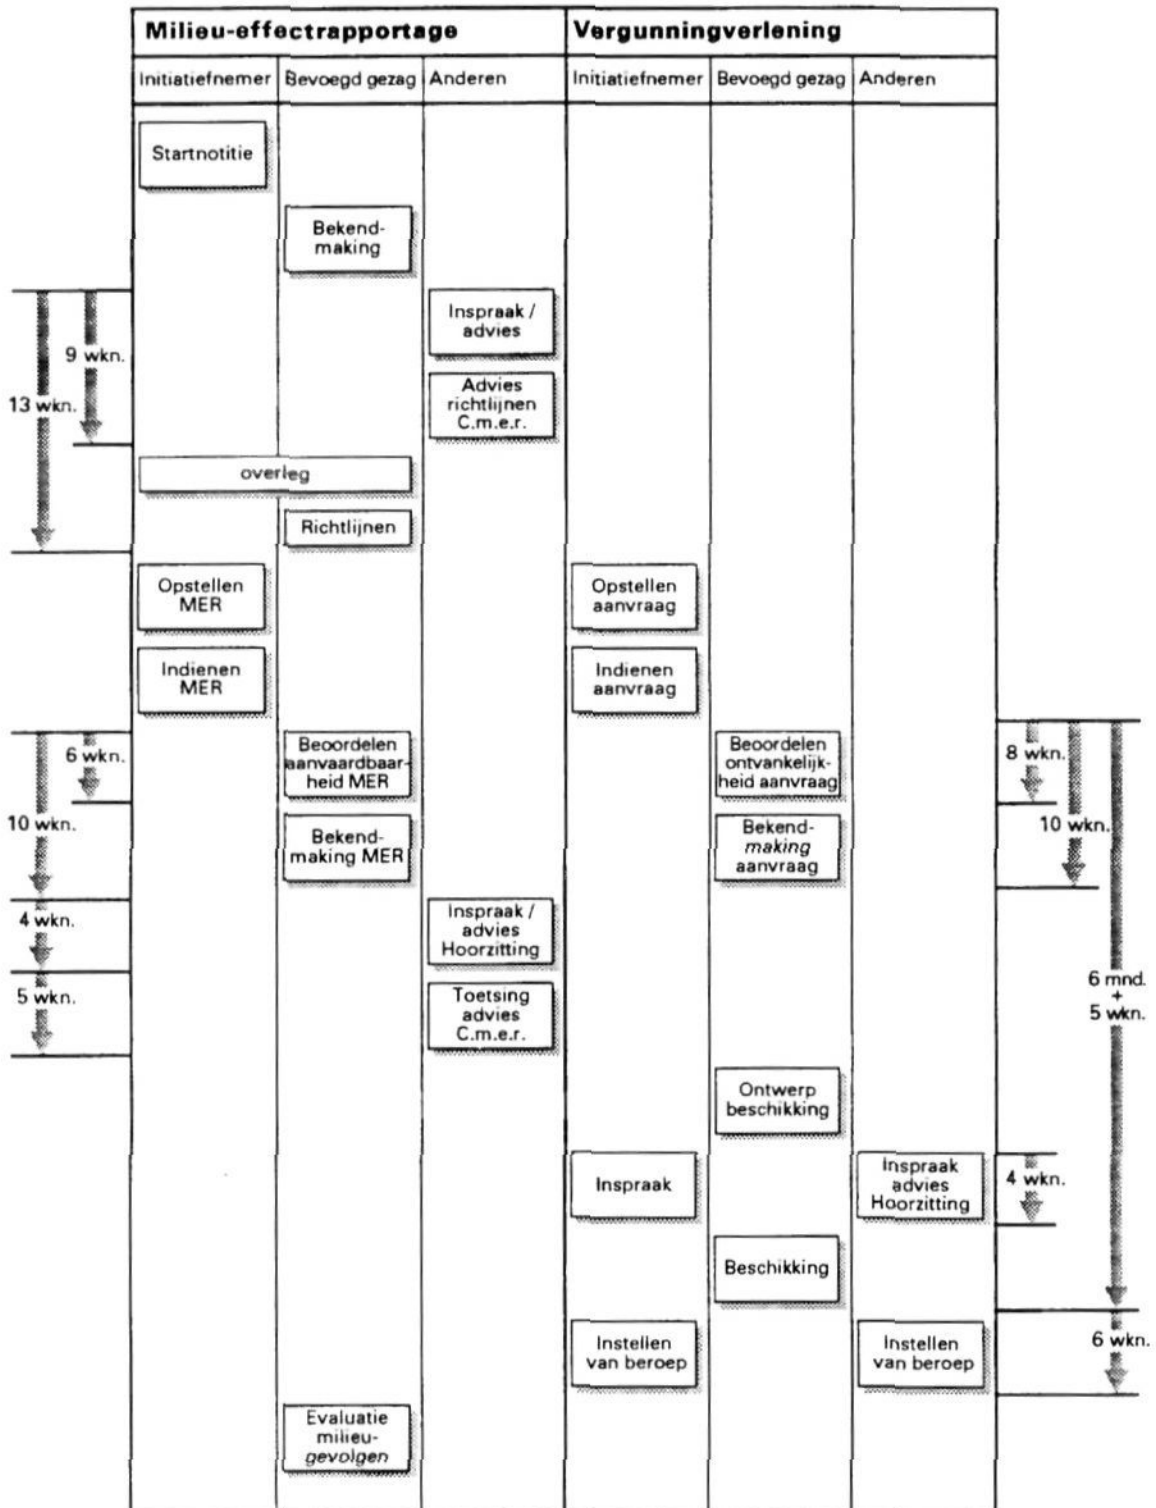 Milieu-effectrapportage
Vergunningverlening
Initiatiefnemer
Bevoegd gezag
Anderen
Initiatiefnemer
Bevoegd gezag
Anderen
Startnotitie
Bekend-
making
Inspraak /
advies
9 wkn.
13 wkn.
Advies
richtlijnen
C.m.e.r.
overleg
Richtlijnen
Opstellen
MER
Opstellen
aanvraag
Indienen
MER
Indienen
aanvraag
6 wkn.
Beoordelen
aanvaardbaar-
heid MER
Beoordelen
ontvankelijk-
heid aanvraag
8 wkn.
10 wkn.
Bekend-
making MER
Bekend-
making
aanvraag
10 wkn.
4 wkn.
Inspraak /
advies
Hoorzitting
5 wkn.
Toetsing
advies
C.m.e.r.
6 mnd.
+
5 wkn.
Ontwerp
beschikking
Inspraak
Inspraak
advies
Hoorzitting
4 wkn.
Beschikking
Instellen
van beroep
Instellen
van beroep
6 wkn.
Evaluatie
milieu-
gevolgen